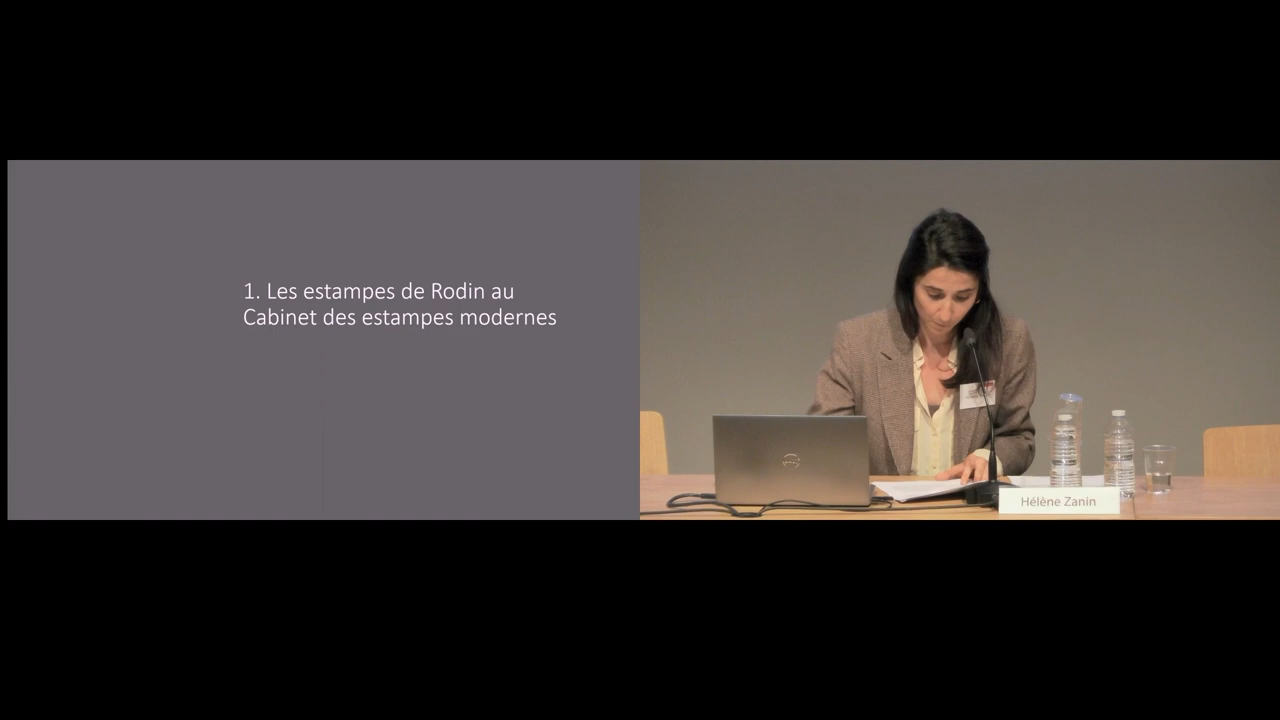 1. Les estampes de Rodin au
Cabinet des estampes modernes
Hélène Zanin